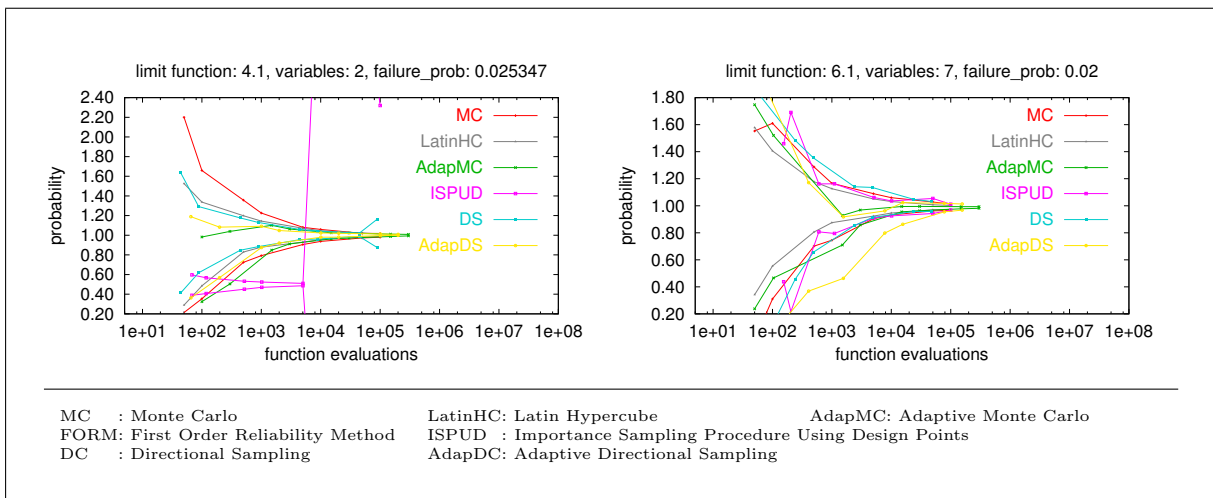 limit function: 4.1, variables: 2, failure_prob: 0.025347
probability
2.40
2.20
2.00
1.80
1.60
1.40
1.20
1.00
0.80
0.60
0.40
0.20
MC
LatinHC
AdapMC
ISPUD
DS
AdapDS
1e+01 1e+02 1e+03 1e+04 1e+05 1e+06 1e+07 1e+08
function evaluations
limit function: 6.1, variables: 7, failure_prob: 0.02
probability
1.80
1.60
1.40
1.20
1.00
0.80
0.60
0.40
0.20
MC
LatinHC
AdapMC
ISPUD
DS
AdapDS
1e+01 1e+02 1e+03 1e+04 1e+05 1e+06 1e+07 1e+08
function evaluations
MC : Monte Carlo LatinHC: Latin Hypercube AdapMC: Adaptive Monte Carlo
FORM: First Order Reliability Method ISPUD : Importance Sampling Procedure Using Design Points
DC : Directional Sampling AdapDC: Adaptive Directional Sampling